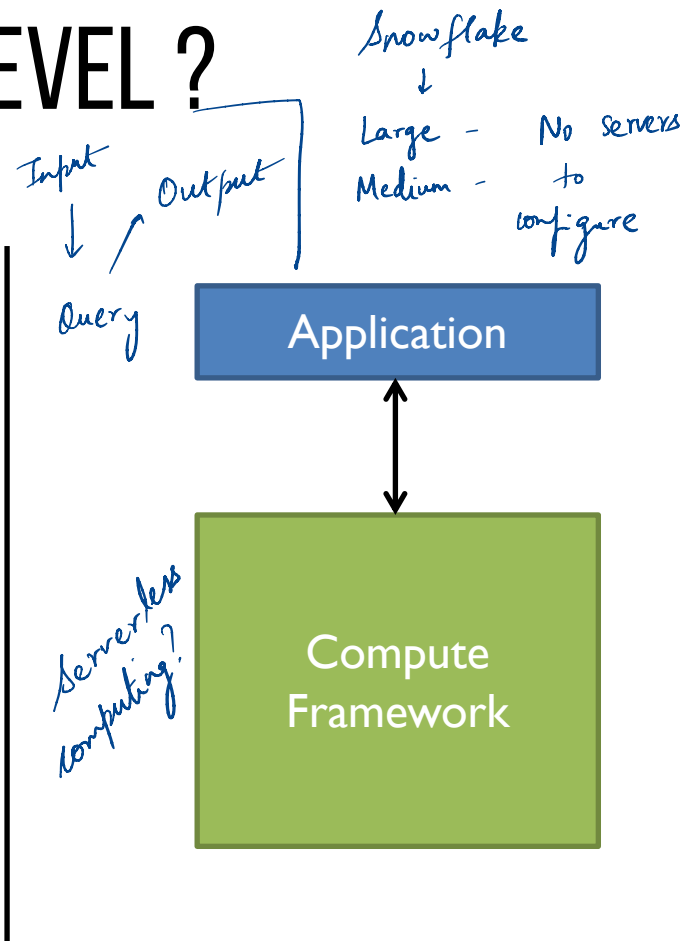 EVEL ?
Snowflake
Large - No servers
Medium - to
configure
Input
Output
Query
Application
Serverless
computing?
Compute
Framework